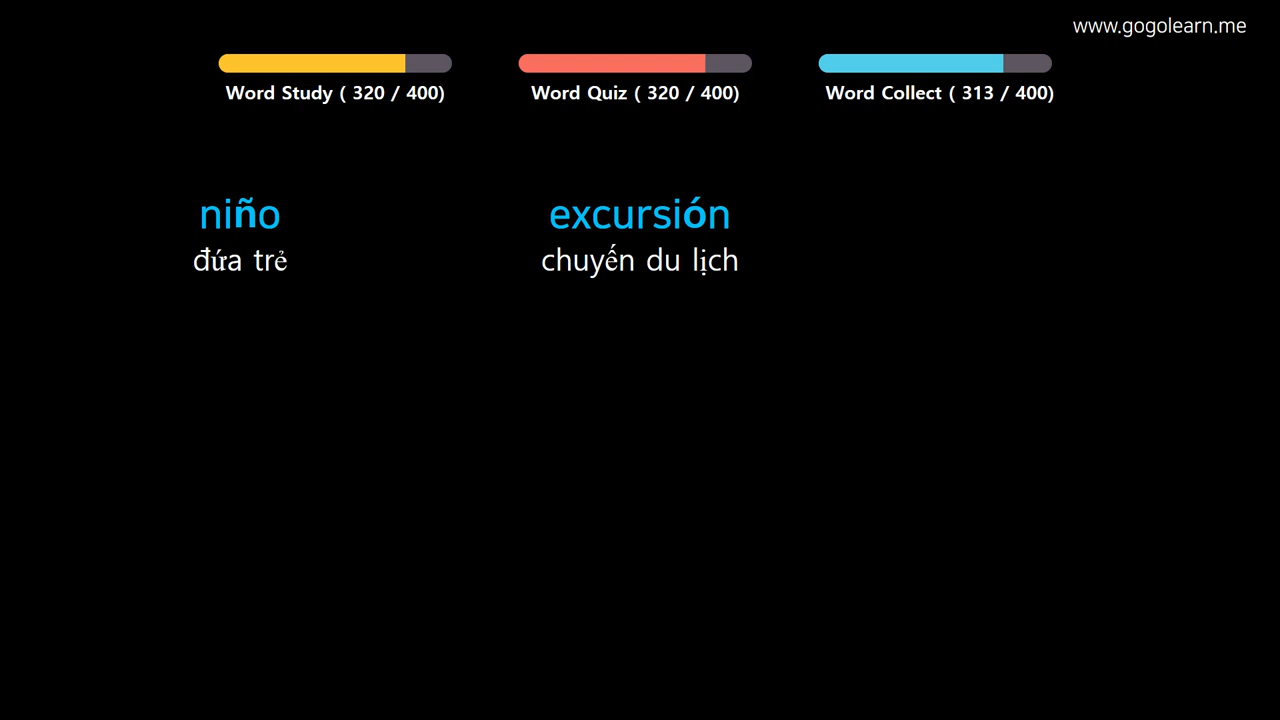 www.gogolearn.me
Word Study ( 320 / 400)
Word Quiz ( 320 / 400)
Word Collect ( 313 / 400)
niño
đứa trẻ
excursión
chuyến du lịch